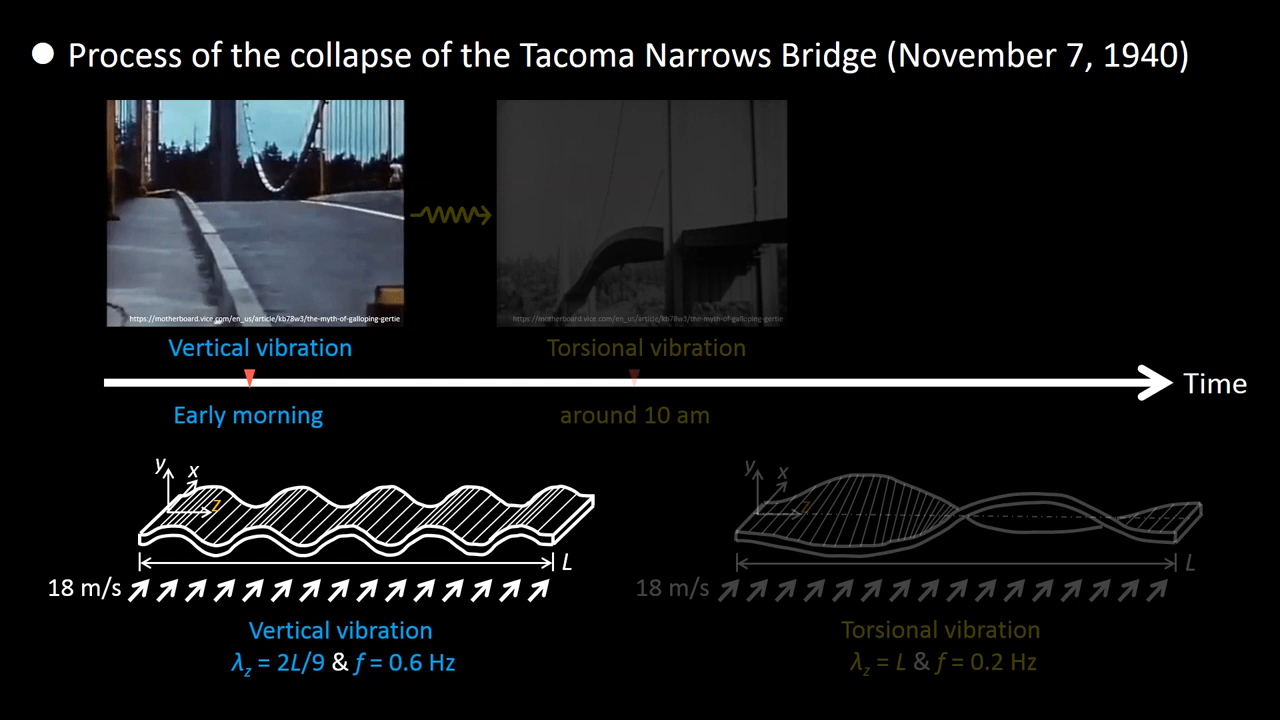 ● Process of the collapse of the Tacoma Narrows Bridge (November 7, 1940)
https://motherboard.vice.com/en_us/article/kb78w3/the-myth-of-galloping-gertie
https://motherboard.vice.com/en_us/article/kb78w3/the-myth-of-galloping-gertie
Vertical vibration
Torsional vibration
Time
Early morning
around 10 am
y
x
z
L
18 m/s
Vertical vibration
λz = 2L/9 & f = 0.6 Hz
y
x
z
L
18 m/s
Torsional vibration
λz = L & f = 0.2 Hz